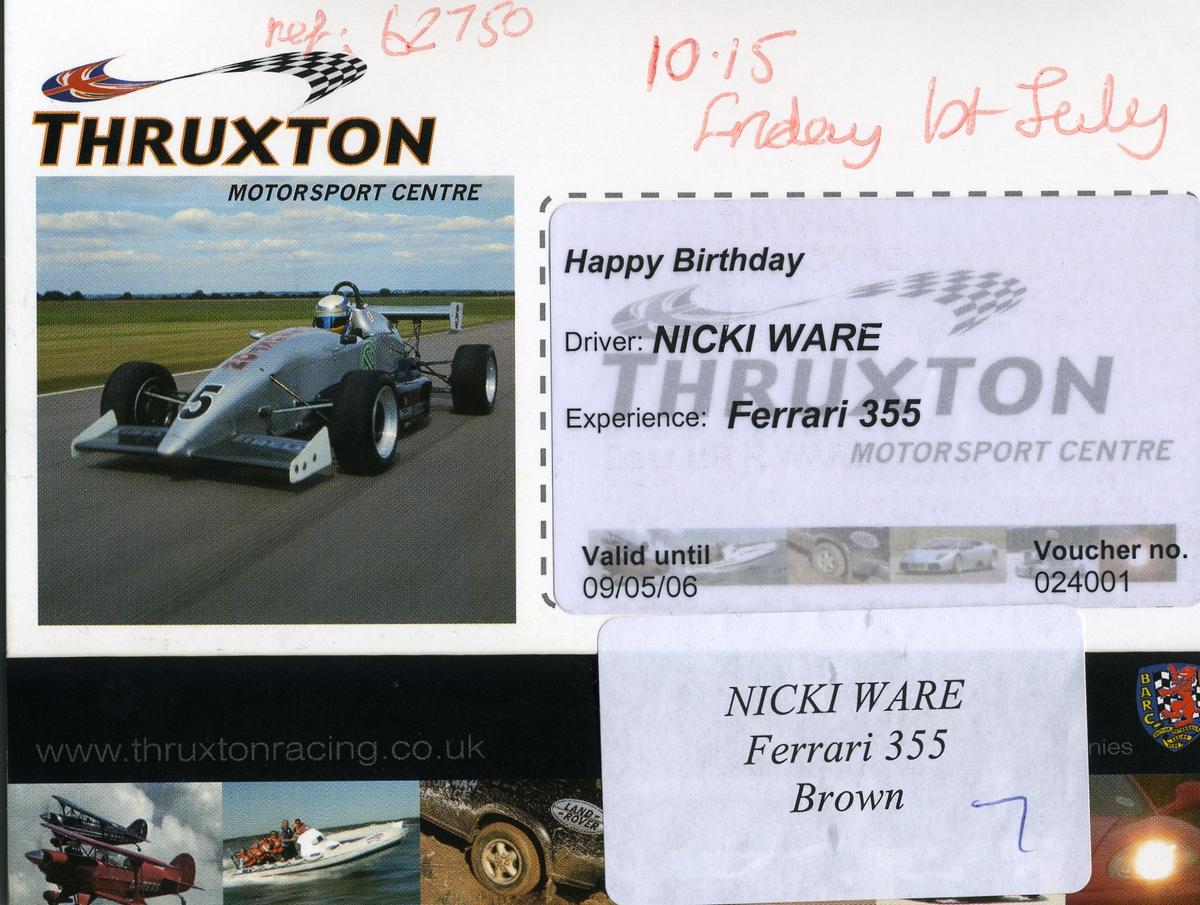 ref: 62750
10.15
Friday 1st July
THRUXTON
MOTORSPORT CENTRE
5
Happy Birthday
Driver: NICKI WARE
Experience: Ferrari 355
THRUXTON
MOTORSPORT CENTRE
Valid until
09/05/06
Voucher no.
024001
NICKI WARE
Ferrari 355
Brown
7
www.thruxtonracing.co.uk
nies
BARC
LAND
ROVER